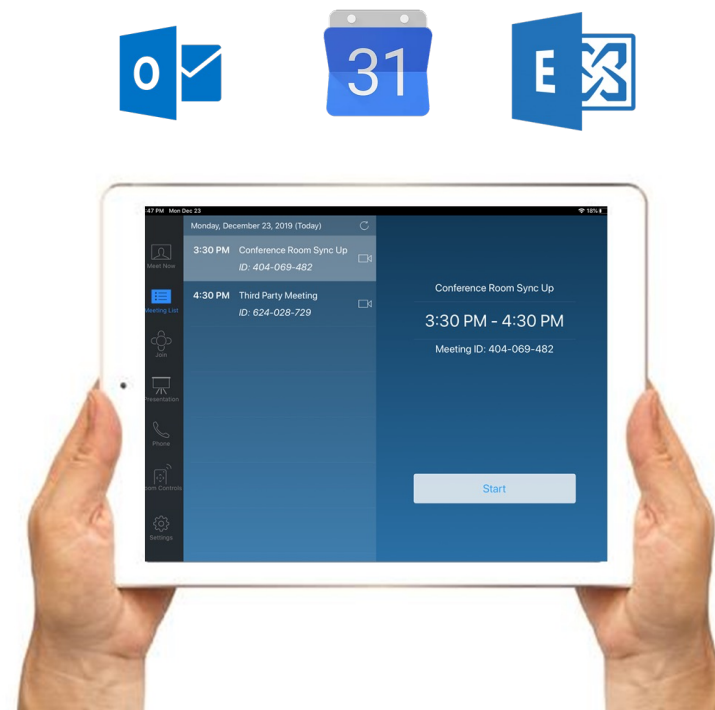 O
31
E
:47 PM Mon Dec 23
18%
Monday, December 23, 2019 (Today)
3:30 PM Conference Room Sync Up
ID: 404-069-482
4:30 PM Third Party Meeting
ID: 624-028-729
Meet Now
Meeting List
Join
Presentation
Phone
oom Controls
Settings
Conference Room Sync Up
3:30 PM - 4:30 PM
Meeting ID: 404-069-482
Start